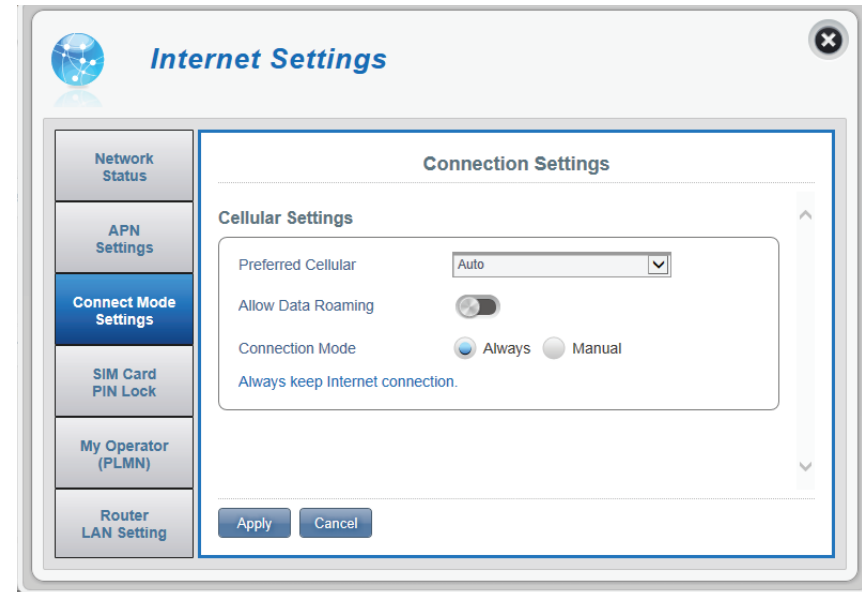 Internet Settings
Network
Status
APN
Settings
Connect Mode
Settings
SIM Card
PIN Lock
My Operator
(PLMN)
Router
LAN Setting
Connection Settings
Cellular Settings
Preferred Cellular Auto
Allow Data Roaming
Connection Mode Always Manual
Always keep Internet connection.
Apply Cancel